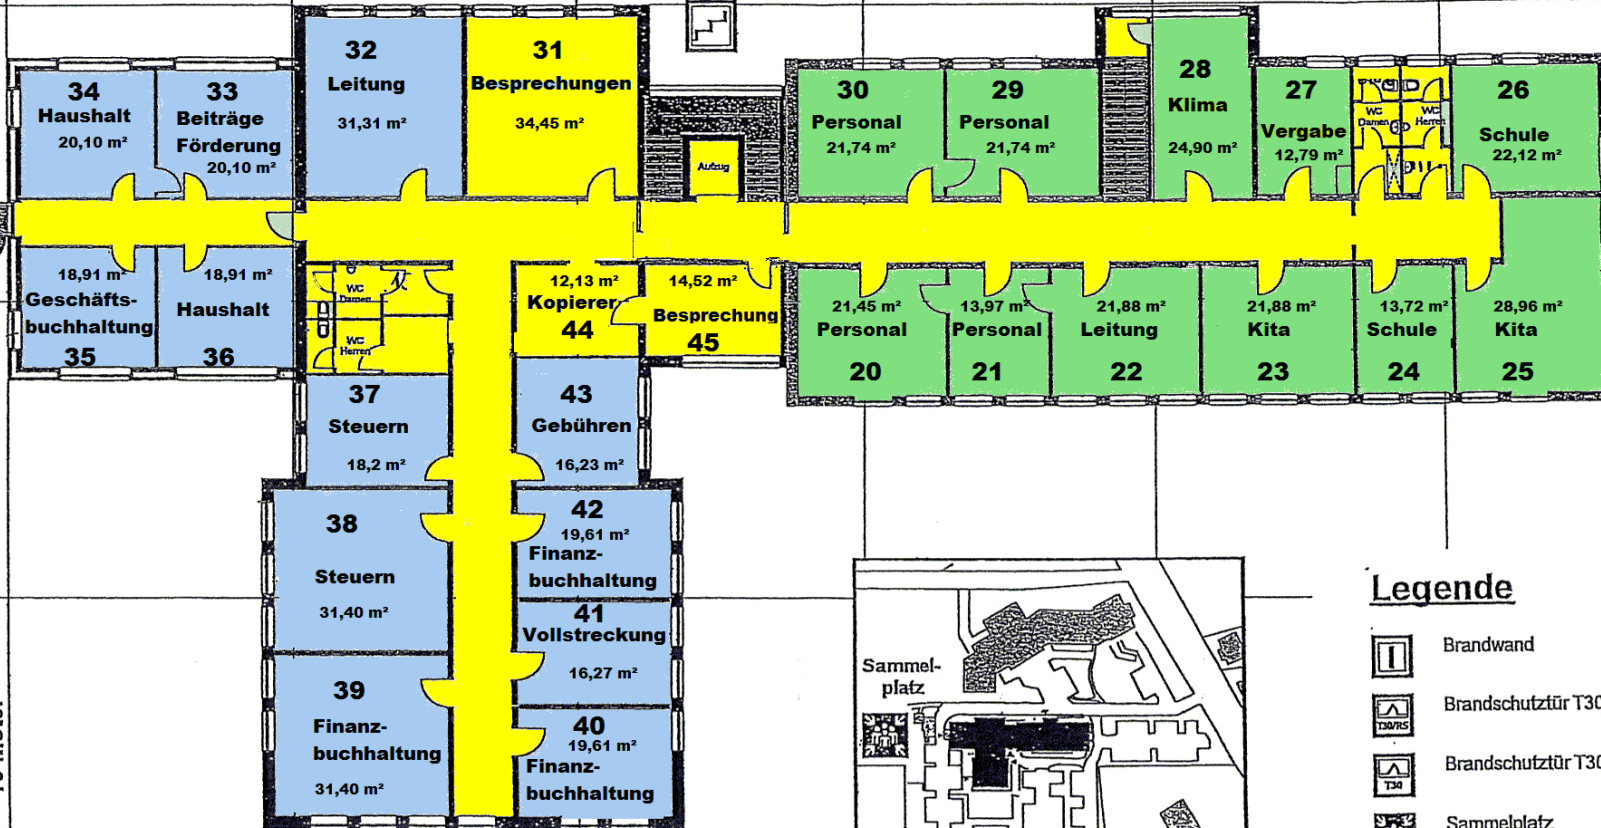 32
Leitung
31,31 m²
31
Besprechungen
34,45 m²
34
Haushalt
20,10 m²
33
Beiträge
Förderung
20,10 m²
Aufzug
30
Personal
21,74 m²
29
Personal
21,74 m²
28
Klima
24,90 m²
27
Vergabe
12,79 m²
WC
Damen
WC
Herren
26
Schule
22,12 m²
18,91 m²
Geschäfts-
buchhaltung
35
18,91 m²
Haushalt
36
WC
Damen
WC
Herren
12,13 m²
Kopierer
44
14,52 m²
Besprechung
45
21,45 m²
Personal
20
13,97 m²
Personal
21
21,88 m²
Leitung
22
21,88 m²
Kita
23
13,72 m²
Schule
24
28,96 m²
Kita
25
37
Steuern
18,2 m²
43
Gebühren
16,23 m²
38
Steuern
31,40 m²
42
19,61 m²
Finanz-
buchhaltung
41
Vollstreckung
16,27 m²
39
Finanz-
buchhaltung
31,40 m²
40
19,61 m²
Finanz-
buchhaltung
Sammel-
platz
Legende
Brandwand
T30/RS
Brandschutztür T30
T30
Brandschutztür T30
Sammelplatz